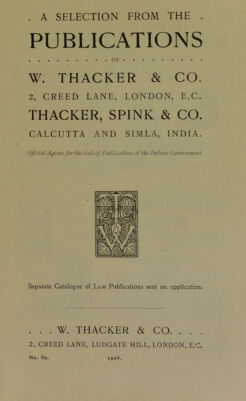 . A SELECTION FROM THE .
PUBLICATIONS
. . . . . . . . . OF . . . . . . . . .
W. THACKER & CO.
2, CREED LANE, LONDON, E.C.
THACKER, SPINK & CO.
CALCUTTA AND SIMLA, INDIA.
Official Agents for the Sale of Publications of the Indian Government.
Separate Catalogue of Law Publications sent on application.
. . . W. THACKER & CO. . . .
2, CREED LANE, LUDGATE HILL, LONDON, E.C.
No. 89. 1908.